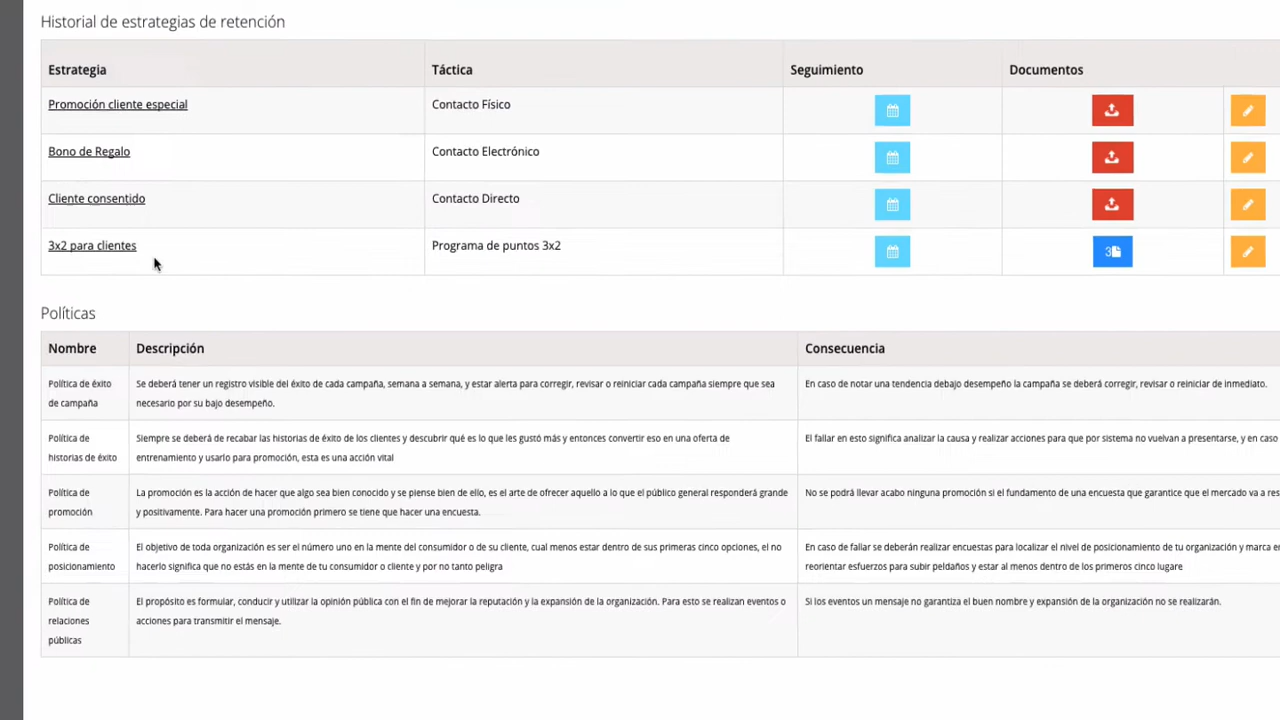 Historial de estrategias de retención
Estrategia Táctica Seguimiento Documentos
Promoción cliente especial Contacto Físico
Bono de Regalo Contacto Electrónico
Cliente consentido Contacto Directo
3x2 para clientes Programa de puntos 3x2 3
Políticas
Nombre Descripción Consecuencia
Política de éxito Se deberá tener un registro visible del éxito de cada campaña, semana a semana, y estar alerta para corregir, revisar o reiniciar cada campaña siempre que sea En caso de notar una tendencia debajo desempeño la campaña se deberá corregir, revisar o reiniciar de inmediato.
de campaña necesario por su bajo desempeño.
Política de Siempre se deberá de recabar las historias de éxito de los clientes y descubrir qué es lo que les gustó más y entonces convertir eso en una oferta de El fallar en esto significa analizar la causa y realizar acciones para que por sistema no vuelvan a presentarse, y en caso
historias de éxito entrenamiento y usarlo para promoción, esta es una acción vital
Política de La promoción es la acción de hacer que algo sea bien conocido y se piense bien de ello, es el arte de ofrecer aquello a lo que el público general responderá grande No se podrá llevar acabo ninguna promoción si el fundamento de una encuesta que garantice que el mercado va a res
promoción y positivamente. Para hacer una promoción primero se tiene que hacer una encuesta.
Política de El objetivo de toda organización es ser el número uno en la mente del consumidor o de su cliente, cual menos estar dentro de sus primeras cinco opciones, el no En caso de fallar se deberán realizar encuestas para localizar el nivel de posicionamiento de tu organización y marca en
posicionamiento hacerlo significa que no estás en la mente de tu consumidor o cliente y por no tanto peligra reorientar esfuerzos para subir peldaños y estar al menos dentro de los primeros cinco lugare
Política de El propósito es formular, conducir y utilizar la opinión pública con el fin de mejorar la reputación y la expansión de la organización. Para esto se realizan eventos o Si los eventos un mensaje no garantiza el buen nombre y expansión de la organización no se realizarán.
relaciones acciones para transmitir el mensaje.
públicas